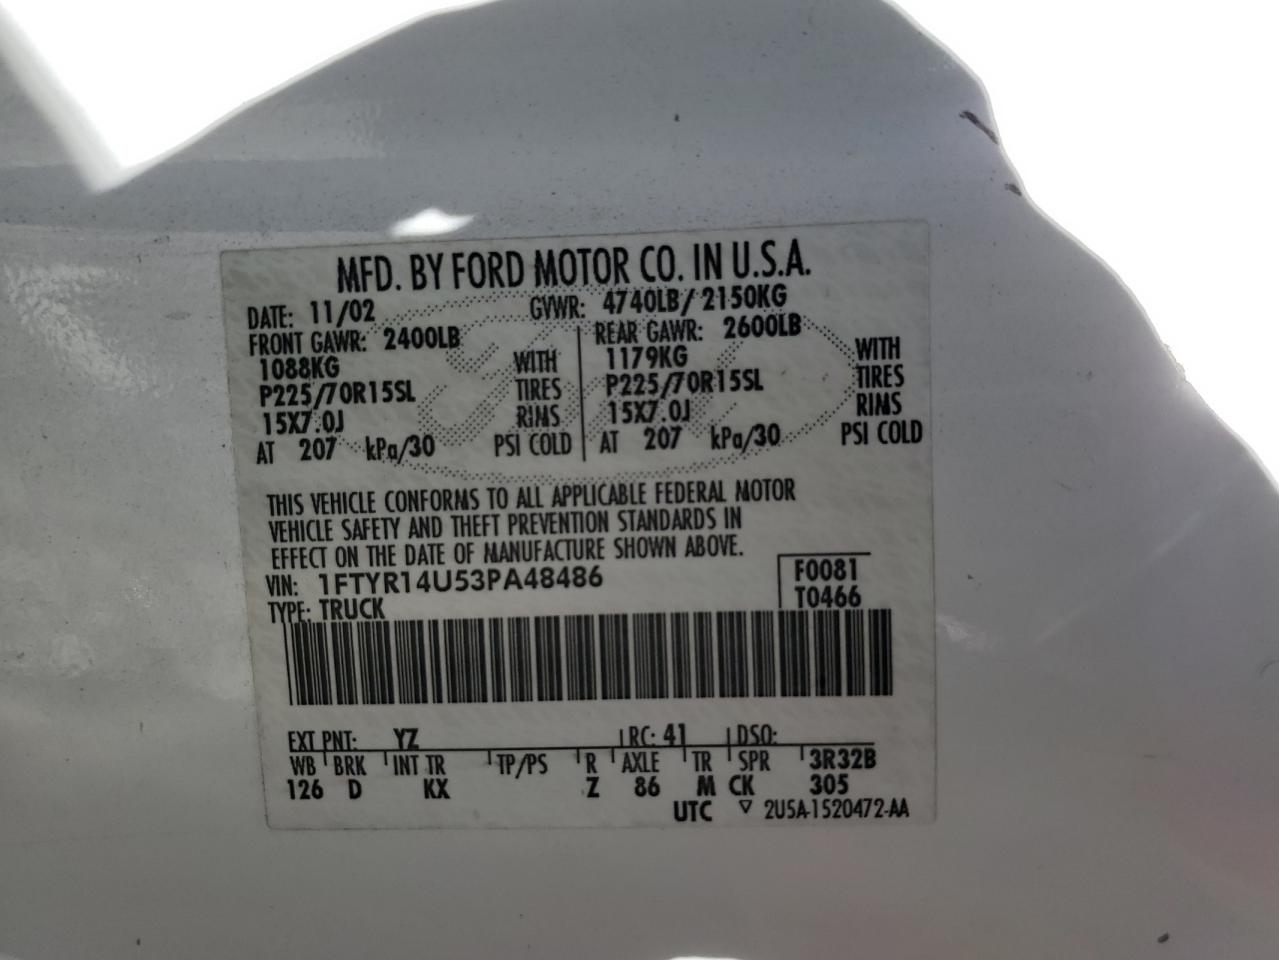 MFD. BY FORD MOTOR CO. IN U.S.A.
DATE: 11/02 GVWR: 4740LB/ 2150KG
FRONT GAWR: 2400LB REAR GAWR: 2600LB
1088KG WITH 1179KG WITH
P225/70R15SL TIRES P225/70R15SL TIRES
15X7.0J RIMS 15X7.0J RIMS
AT 207 kPa/30 PSI COLD AT 207 kPa/30 PSI COLD
THIS VEHICLE CONFORMS TO ALL APPLICABLE FEDERAL MOTOR
VEHICLE SAFETY AND THEFT PREVENTION STANDARDS IN
EFFECT ON THE DATE OF MANUFACTURE SHOWN ABOVE.
VIN: 1FTYR14U53PA48486 F0081
TYPE: TRUCK T0466
EXT PNT: YZ RC: 41 DSO:
WB BRK INT TR TP/PS R AXLE TR SPR 3R32B
126 D KX Z 86 M CK 305
UTC ▽ 2U5A-1520472-AA